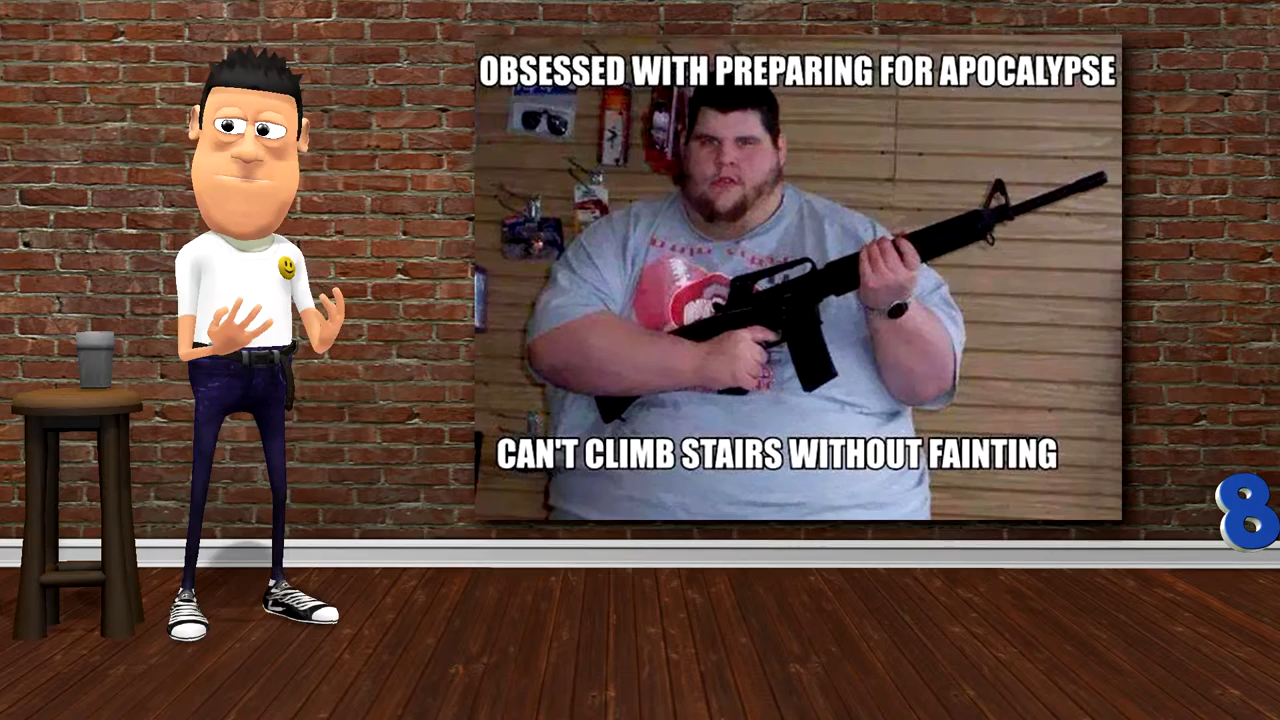 OBSESSED WITH PREPARING FOR APOCALYPSE
CAN'T CLIMB STAIRS WITHOUT FAINTING
8